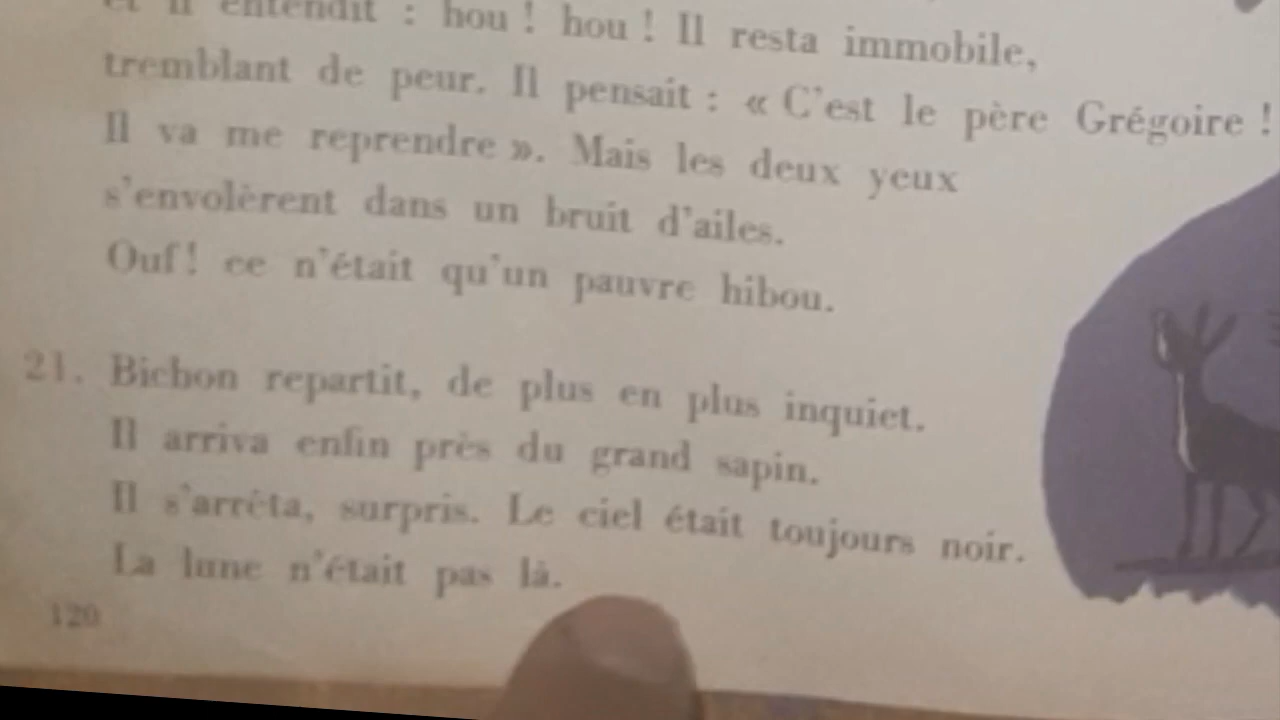 et il entendit : hou ! hou ! Il resta immobile,
tremblant de peur. Il pensait : « C'est le père Grégoire !
Il va me reprendre ». Mais les deux yeux
s'envolèrent dans un bruit d'ailes.
Ouf ! ce n'était qu'un pauvre hibou.
21. Bichon repartit, de plus en plus inquiet.
Il arriva enfin près du grand sapin.
Il s'arrêta, surpris. Le ciel était toujours noir.
La lune n'était pas là.
120